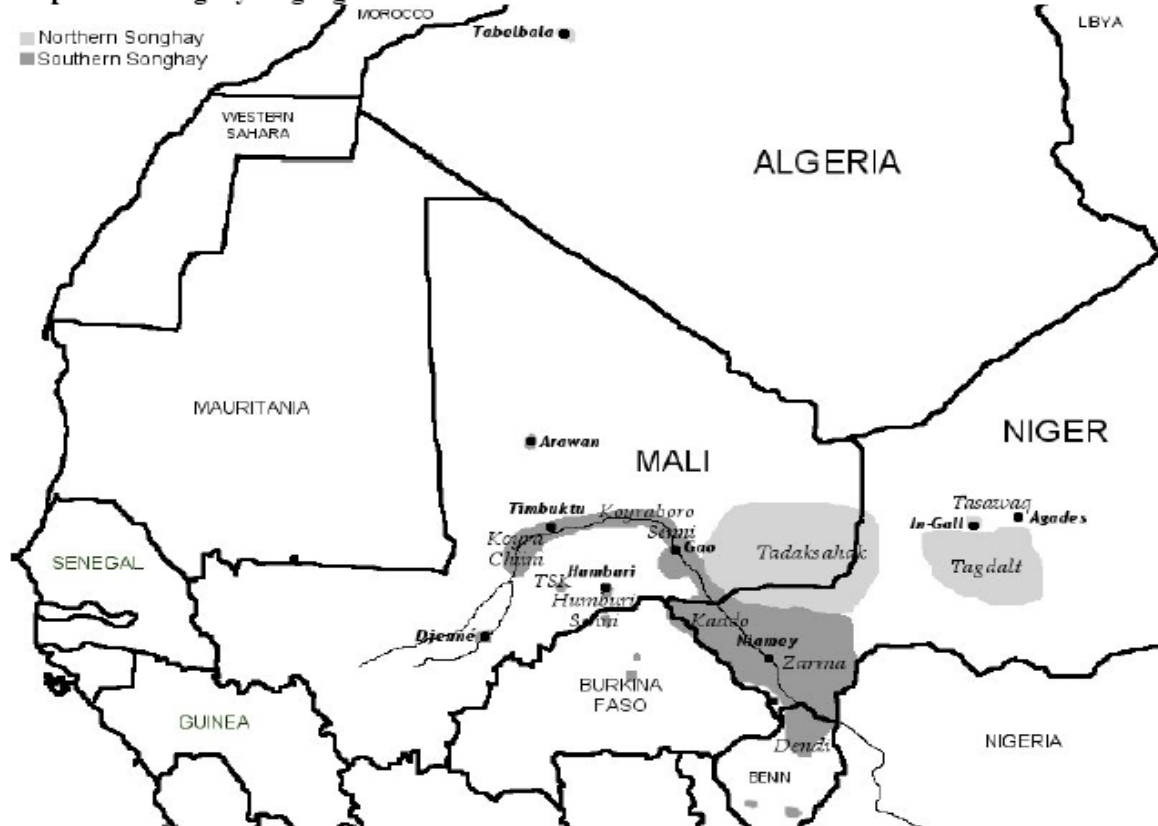 MOROCCO
Northern Songhay
Southern Songhay
Tabelbala
LIBYA
WESTERN
SAHARA
ALGERIA
MAURITANIA
Arawan
MALI
NIGER
Timbuktu
Koyraboro
Senni
Koyra
Chiini
Gao
Tadaksahak
Tasawaq
In-Gall
Agades
Tagdalt
SENEGAL
TSK
Hombori
Humburi
Senni
Djenné
Kaado
Niamey
Zarma
BURKINA
FASO
GUINEA
Dendi
NIGERIA
BENIN